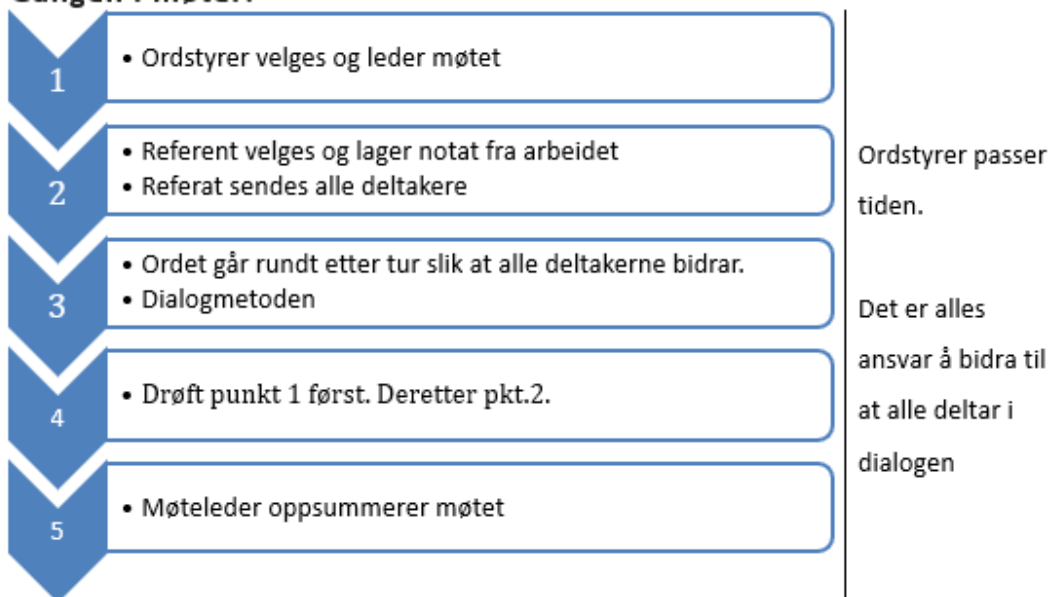 Gangen i møtet:
1
• Ordstyrer velges og leder møtet
2
• Referent velges og lager notat fra arbeidet
• Referat sendes alle deltakere
3
• Ordet går rundt etter tur slik at alle deltakerne bidrar.
• Dialogmetoden
4
• Drøft punkt 1 først. Deretter pkt.2.
5
• Møteleder oppsummerer møtet
Ordstyrer passer
tiden.
Det er alles
ansvar å bidra til
at alle deltar i
dialogen